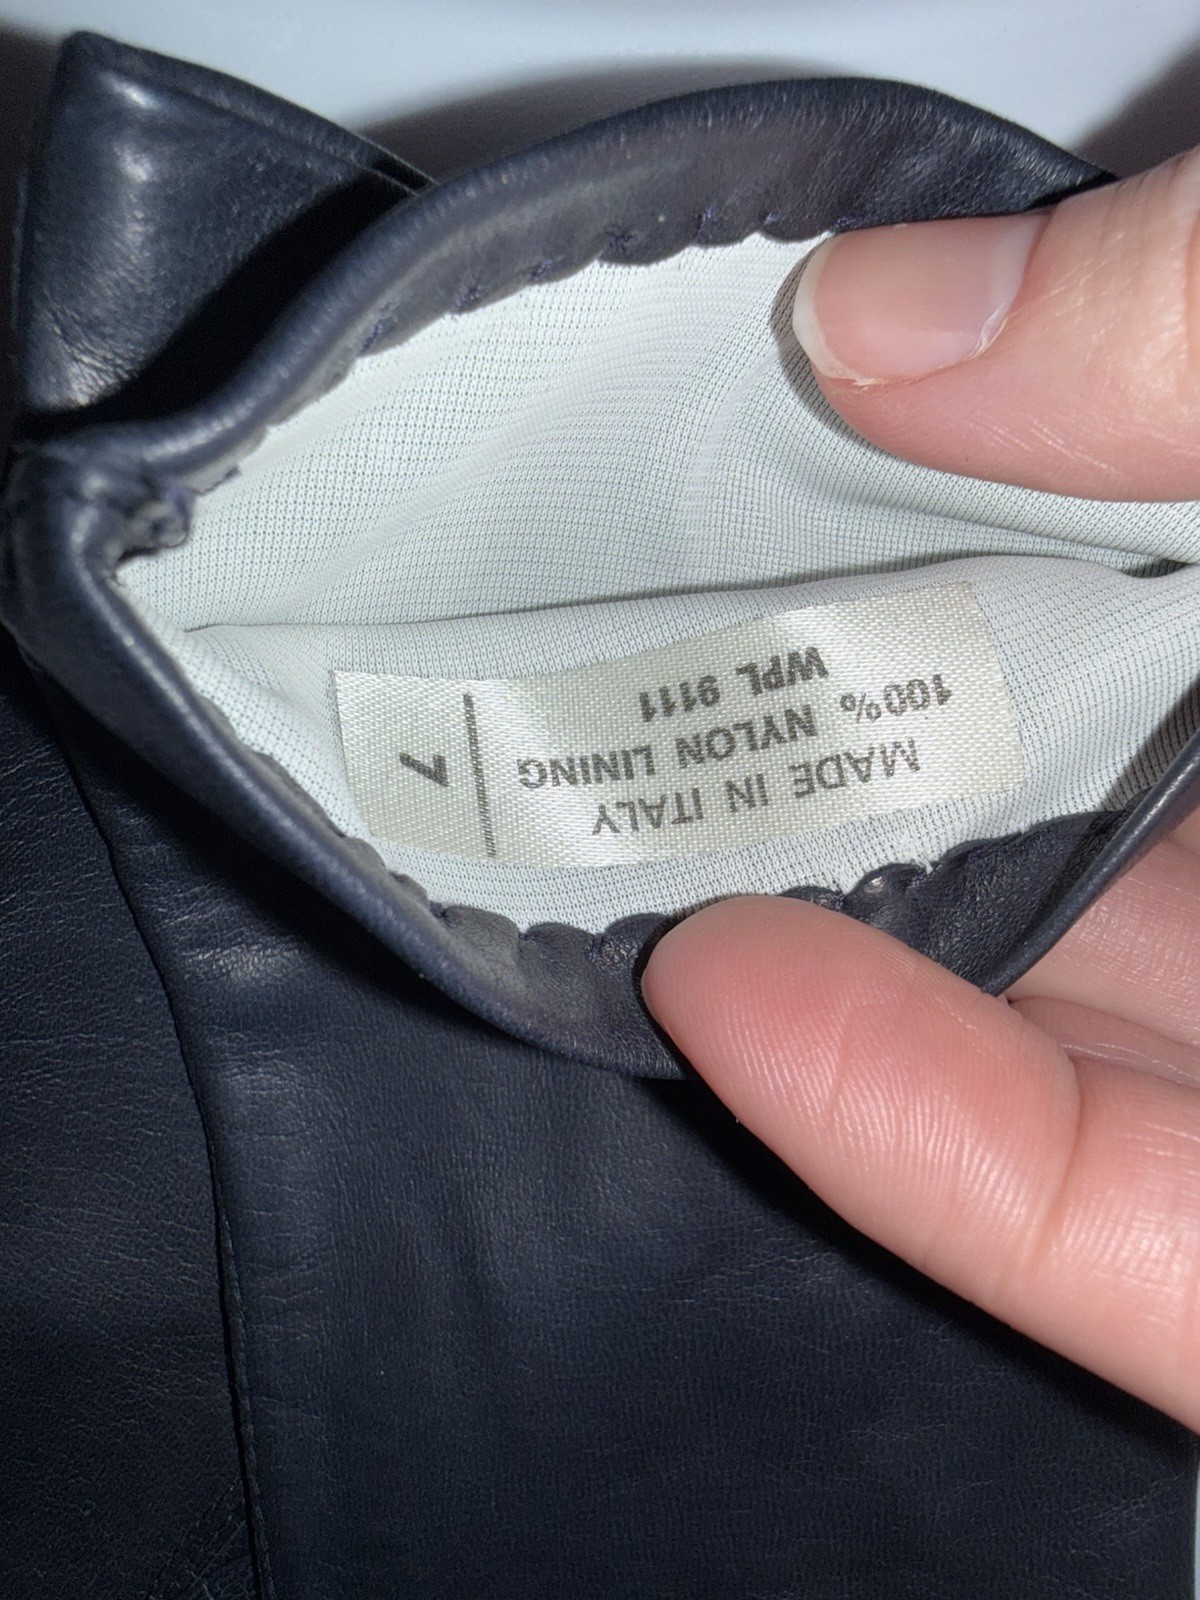 MADE IN ITALY
100% NYLON LINING
WPL 9111
7